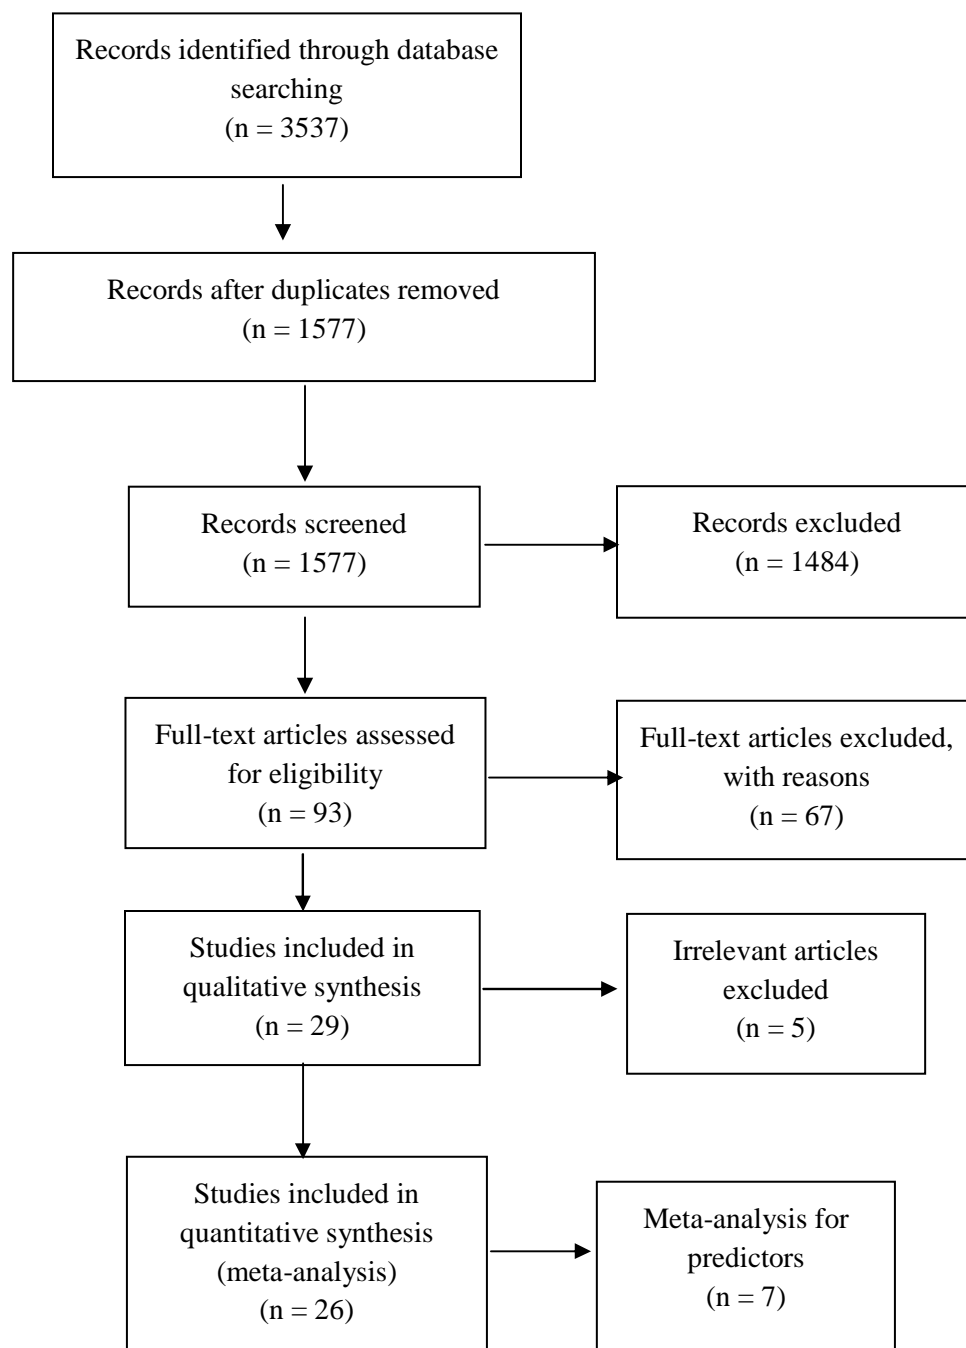 Records identified through database
searching
(n = 3537)
Records after duplicates removed
(n = 1577)
Records screened
(n = 1577)
Records excluded
(n = 1484)
Full-text articles assessed
for eligibility
(n = 93)
Full-text articles excluded,
with reasons
(n = 67)
Studies included in
qualitative synthesis
(n = 29)
Irrelevant articles
excluded
(n = 5)
Studies included in
quantitative synthesis
(meta-analysis)
(n = 26)
Meta-analysis for
predictors
(n = 7)